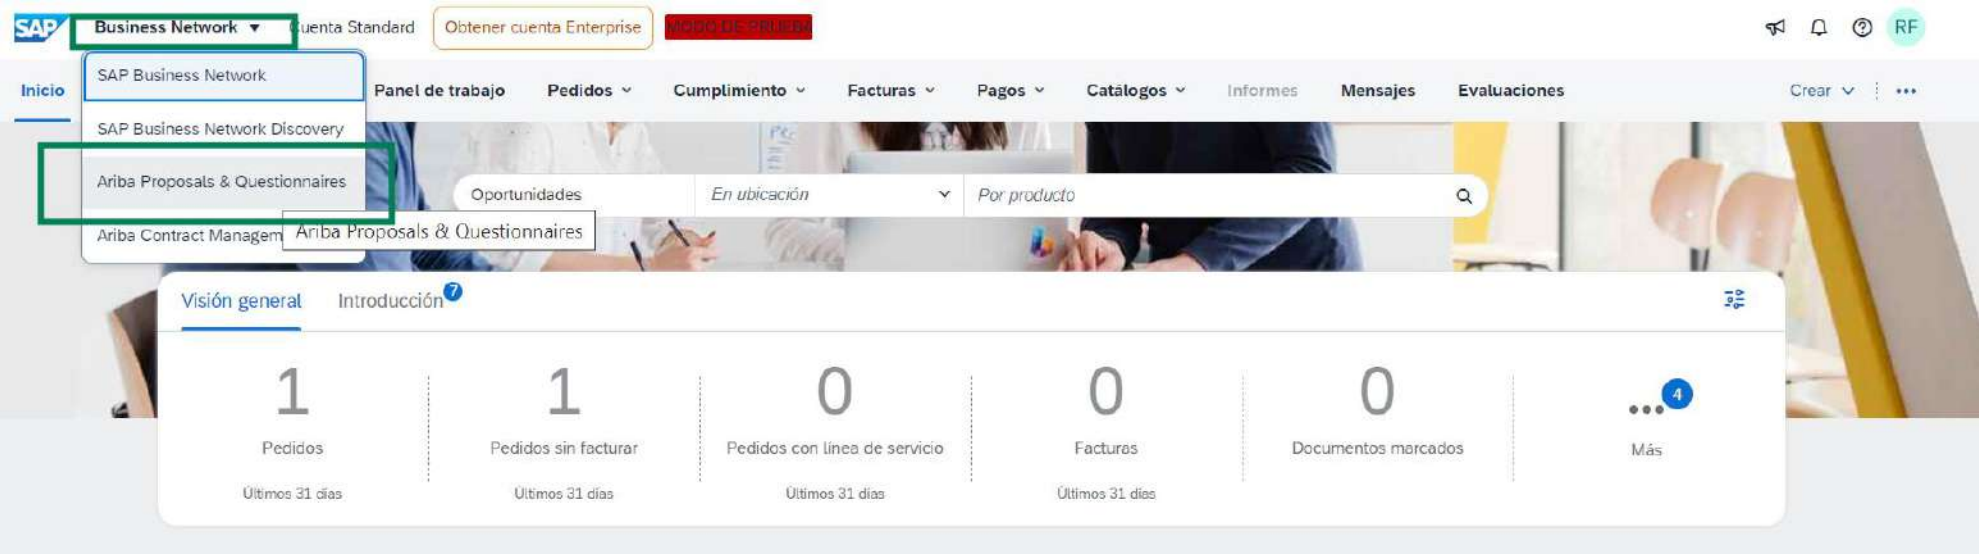 SAP Business Network ▼ Cuenta Standard Obtener cuenta Enterprise MODO DE PRUEBA RF
Inicio SAP Business Network Panel de trabajo Pedidos Cumplimiento Facturas Pagos Catálogos Informes Mensajes Evaluaciones Crear
SAP Business Network Discovery
Ariba Proposals & Questionnaires
Oportunidades En ubicación Por producto
Ariba Contract Managem
Ariba Proposals & Questionnaires
Visión general Introducción 7
1 1 0 0 0 ... 4
Pedidos Pedidos sin facturar Pedidos con línea de servicio Facturas Documentos marcados Más
Últimos 31 días Últimos 31 días Últimos 31 días Últimos 31 días